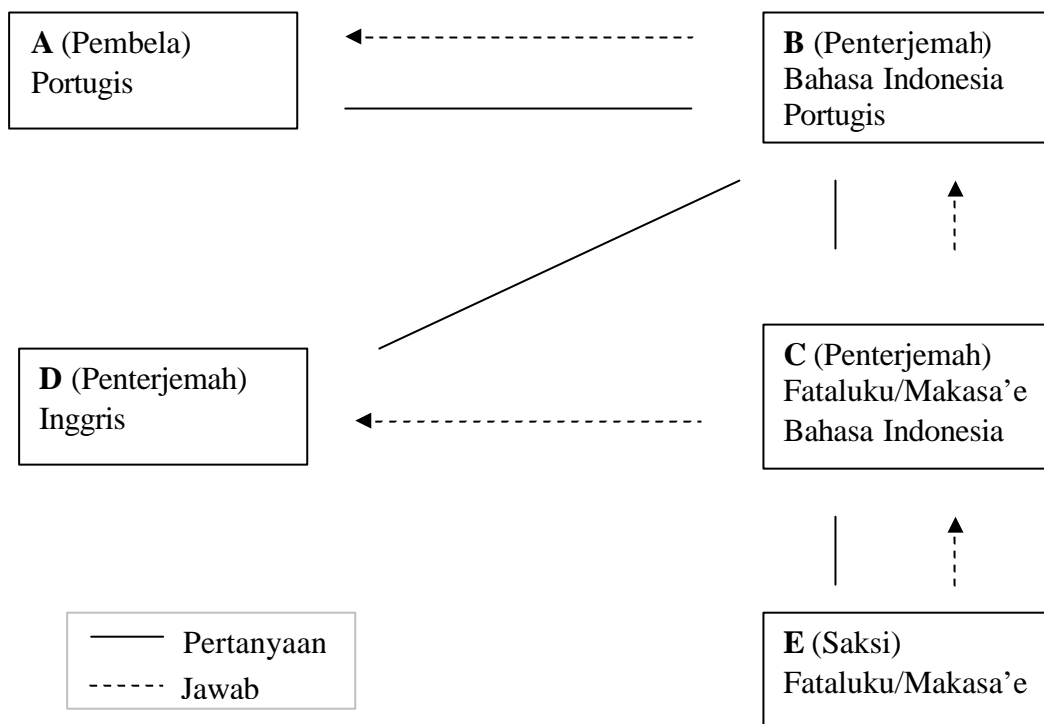 A (Pembela)
Portugis
B (Penterjemah)
Bahasa Indonesia
Portugis
D (Penterjemah)
Inggris
C (Penterjemah)
Fataluku/Makasa’e
Bahasa Indonesia
Pertanyaan
Jawab
E (Saksi)
Fataluku/Makasa’e